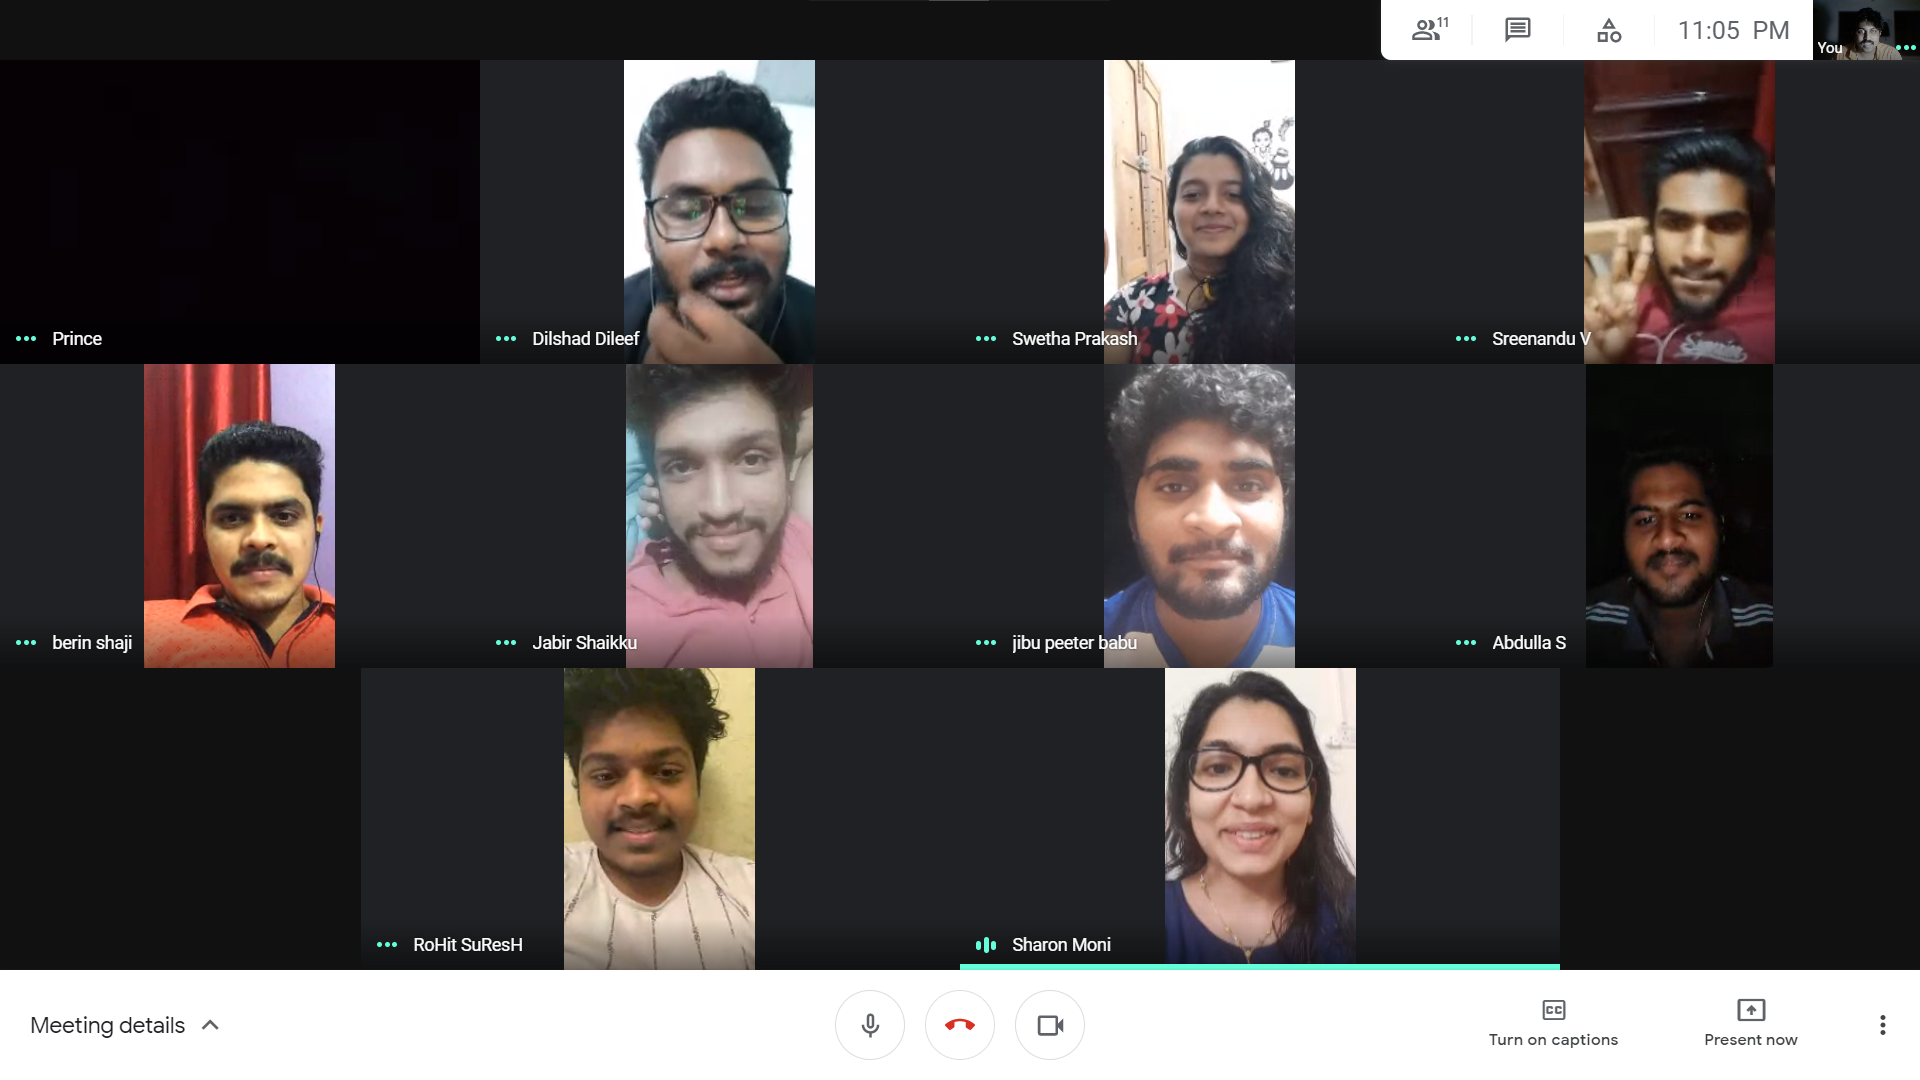 11
11:05 PM
You
Prince
Dilshad Dileef
Swetha Prakash
Sreenandu V
berin shaji
Jabir Shaikku
jibu peeter babu
Abdulla S
RoHit SuResH
Sharon Moni
Meeting details
CC
Turn on captions
Present now